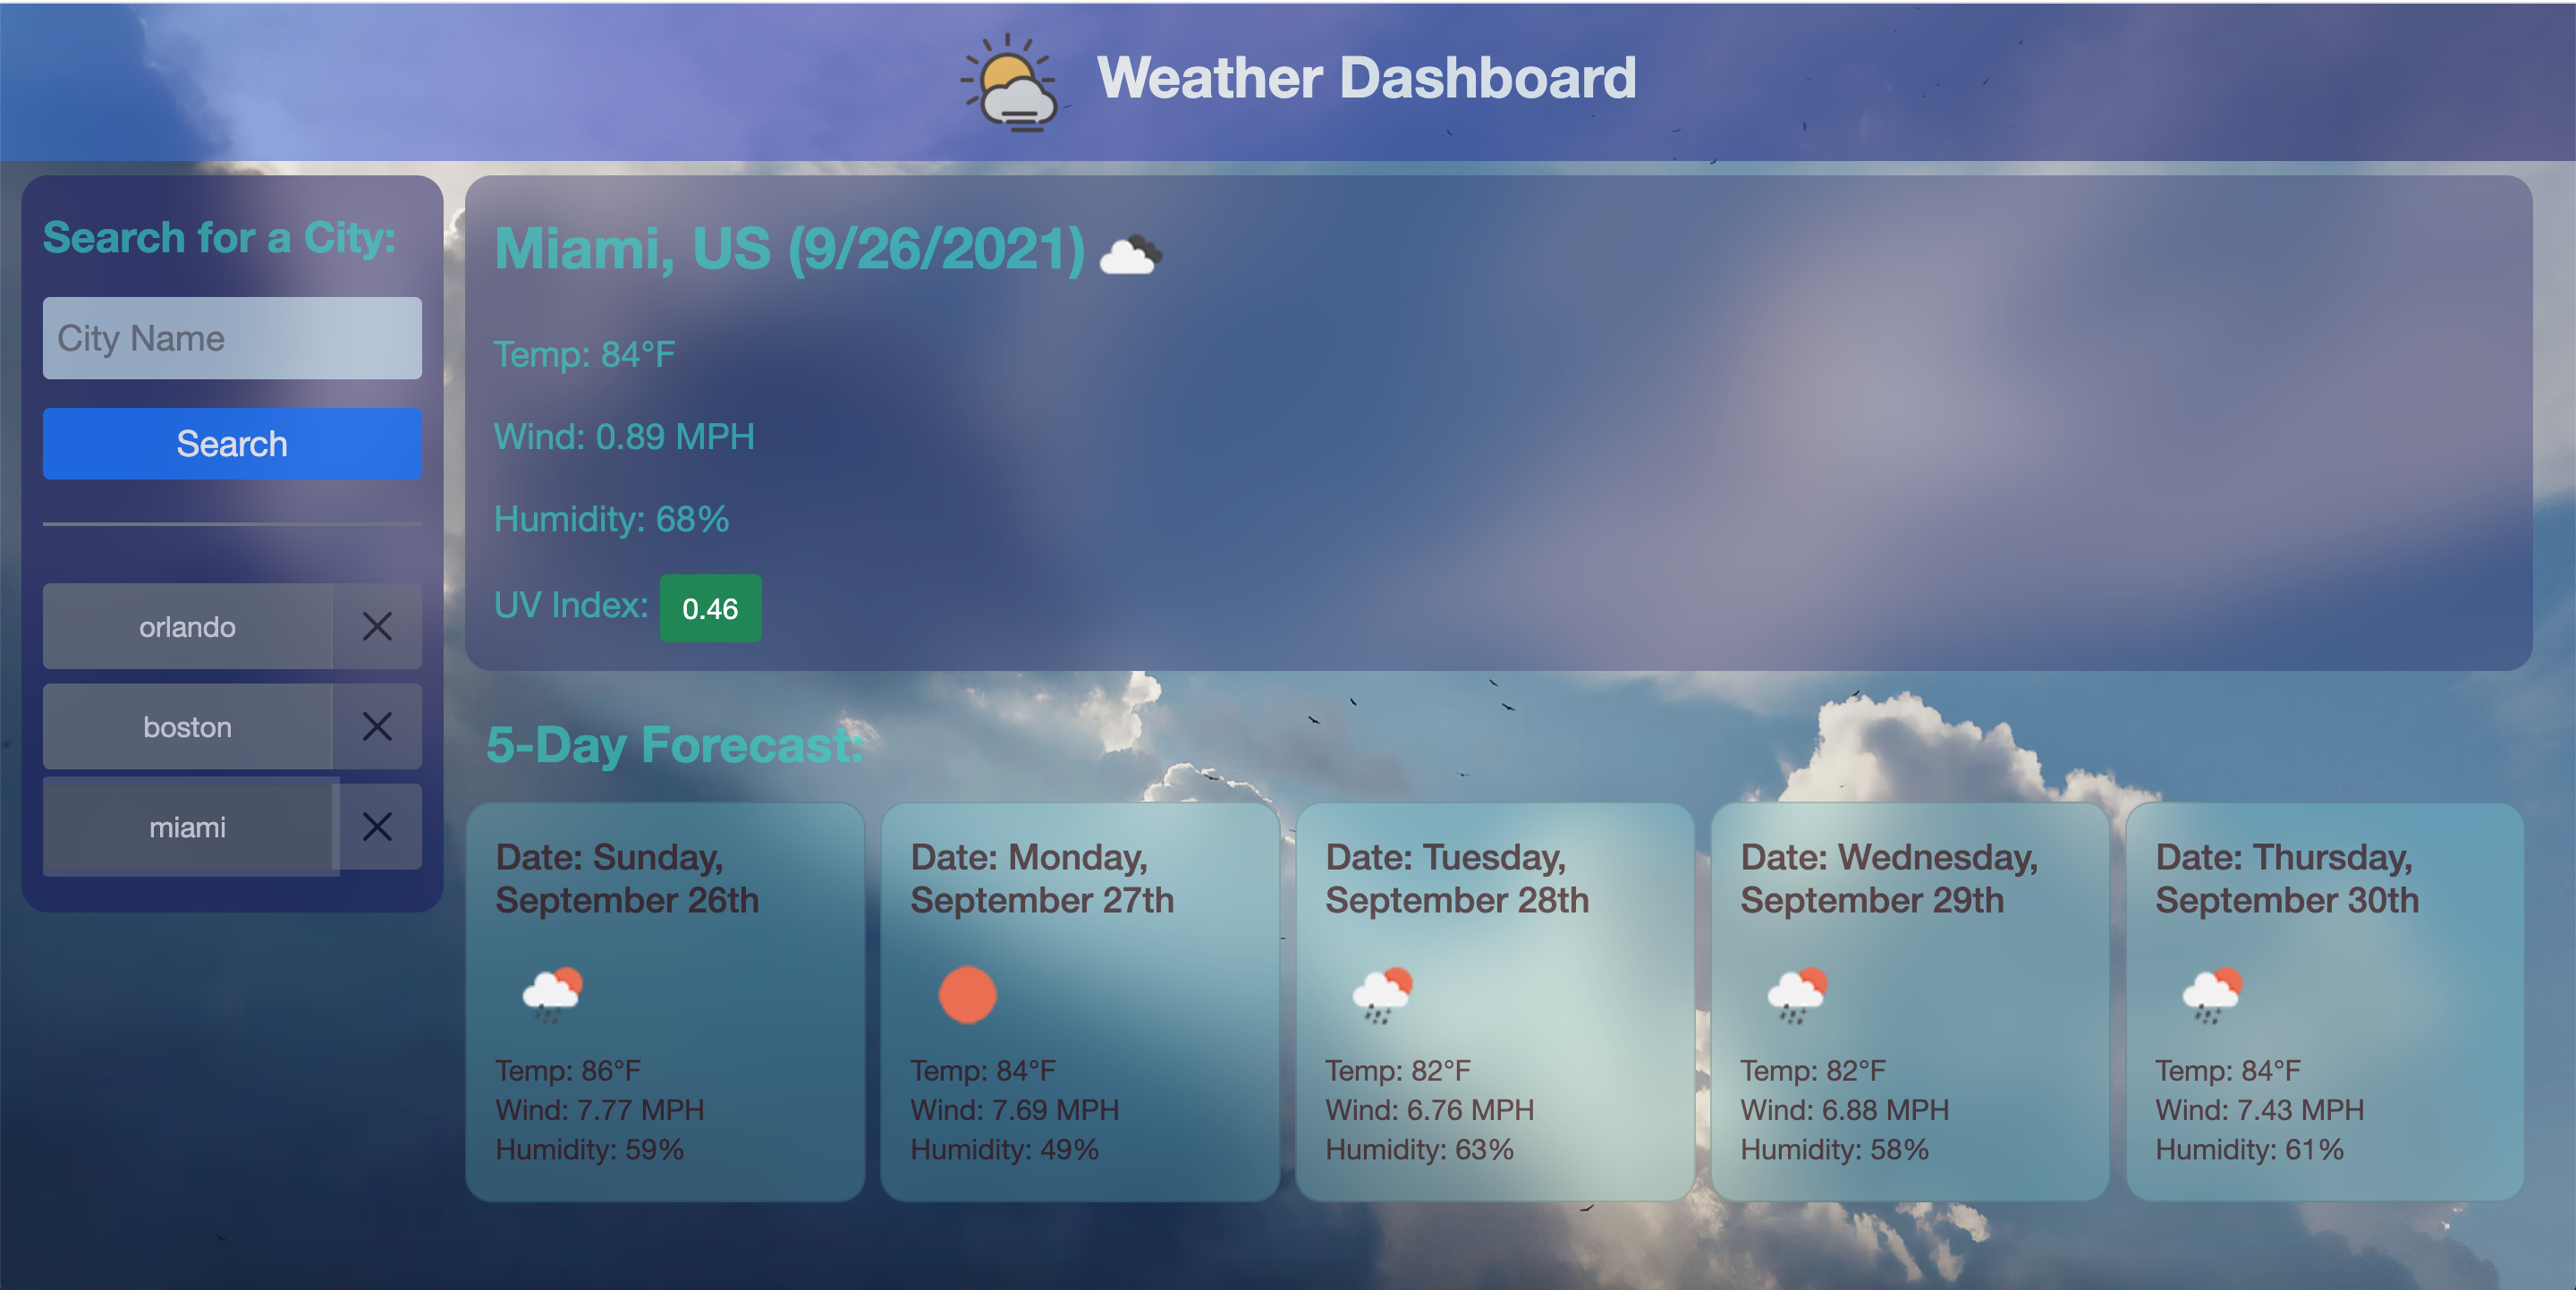 Weather Dashboard
Search for a City:
City Name
Search
orlando
boston
miami
Miami, US (9/26/2021)
Temp: 84°F
Wind: 0.89 MPH
Humidity: 68%
UV Index: 0.46
5-Day Forecast:
Date: Sunday,
September 26th
Temp: 86°F
Wind: 7.77 MPH
Humidity: 59%
Date: Monday,
September 27th
Temp: 84°F
Wind: 7.69 MPH
Humidity: 49%
Date: Tuesday,
September 28th
Temp: 82°F
Wind: 6.76 MPH
Humidity: 63%
Date: Wednesday,
September 29th
Temp: 82°F
Wind: 6.88 MPH
Humidity: 58%
Date: Thursday,
September 30th
Temp: 84°F
Wind: 7.43 MPH
Humidity: 61%